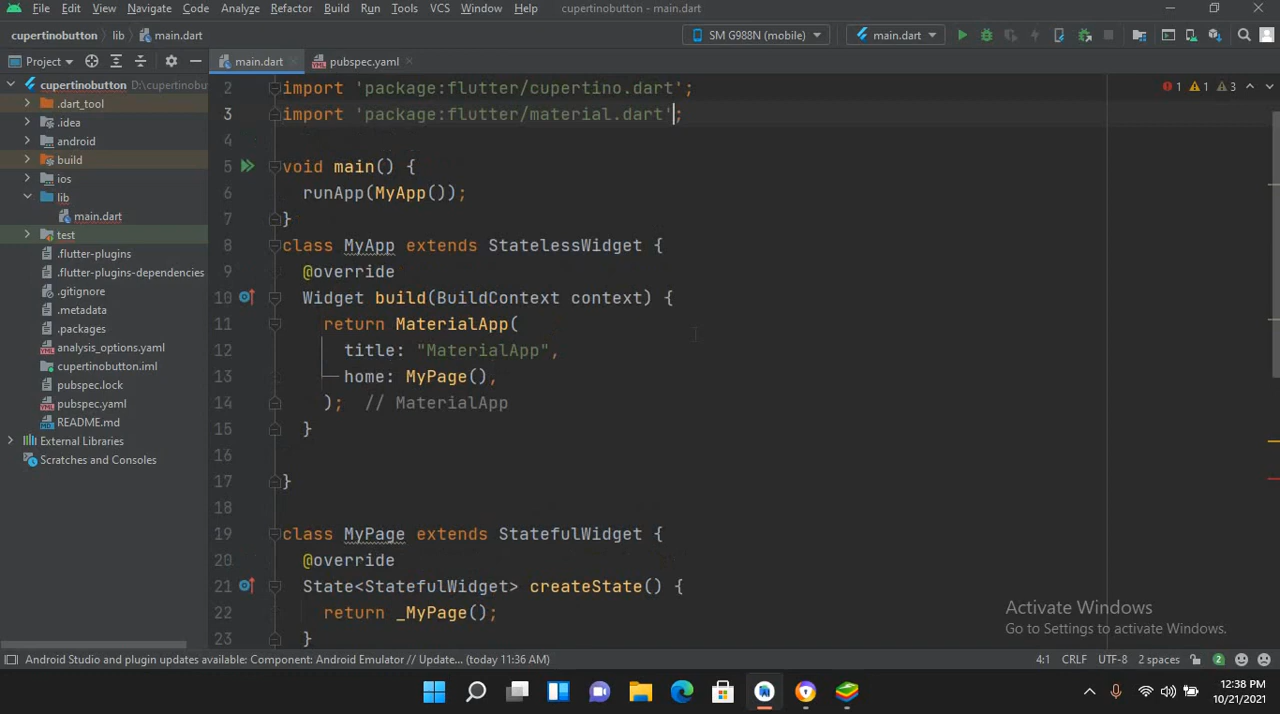 File Edit View Navigate Code Analyze Refactor Build Run Tools VCS Window Help cupertinobutton - main.dart
cupertinobutton lib main.dart SM G988N (mobile) main.dart
Project main.dart pubspec.yaml
cupertinobutton D:\cupertinobu
.dart_tool
.idea
android
build
ios
lib
main.dart
test
.flutter-plugins
.flutter-plugins-dependencies
.gitignore
.metadata
.packages
analysis_options.yaml
cupertinobutton.iml
pubspec.lock
pubspec.yaml
README.md
External Libraries
Scratches and Consoles
1 1 3
2 import 'package:flutter/cupertino.dart';
3 import 'package:flutter/material.dart';
4
5 void main() {
6 runApp(MyApp());
7 }
8 class MyApp extends StatelessWidget {
9 @override
10 Widget build(BuildContext context) {
11 return MaterialApp(
12 title: "MaterialApp",
13 home: MyPage(),
14 ); // MaterialApp
15 }
16
17 }
18
19 class MyPage extends StatefulWidget {
20 @override
21 State<StatefulWidget> createState() {
22 return _MyPage();
23 }
Activate Windows
Go to Settings to activate Windows.
Android Studio and plugin updates available: Component: Android Emulator // Update... (today 11:36 AM) 4:1 CRLF UTF-8 2 spaces 2
12:38 PM
10/21/2021